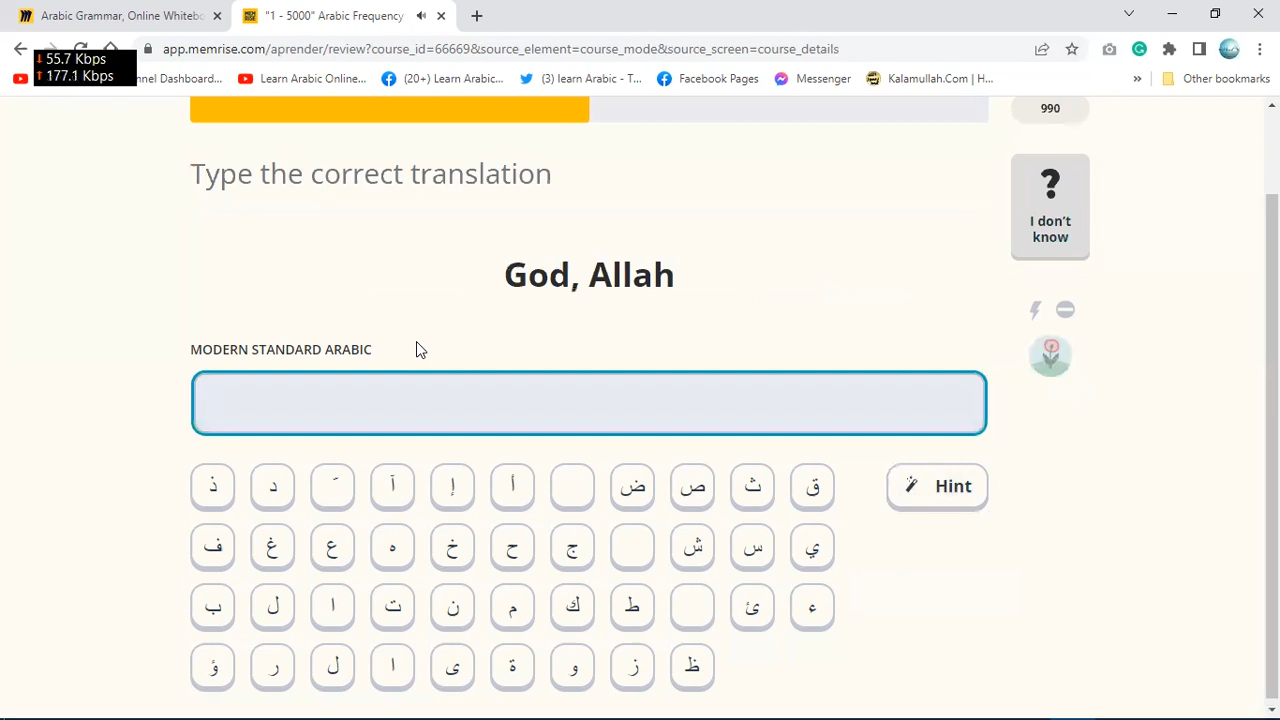 Arabic Grammar, Online Whitebo
"1 - 5000" Arabic Frequency
app.memrise.com/aprender/review?course_id=66669&source_element=course_mode&source_screen=course_details
55.7 Kbps
177.1 Kbps
nnel Dashboard...
Learn Arabic Online...
(20+) Learn Arabic...
(3) learn Arabic - T...
Facebook Pages
Messenger
Kalamullah.Com | H...
Other bookmarks
990
Type the correct translation
?
I don't
know
God, Allah
MODERN STANDARD ARABIC
ذ د َ آ إ أ ض ص ث ق
Hint
ف غ ع ه خ ح ج ش س ي
ب ل ا ت ن م ك ط ئ ء
ؤ ر ل ا ى ة و ز ظ